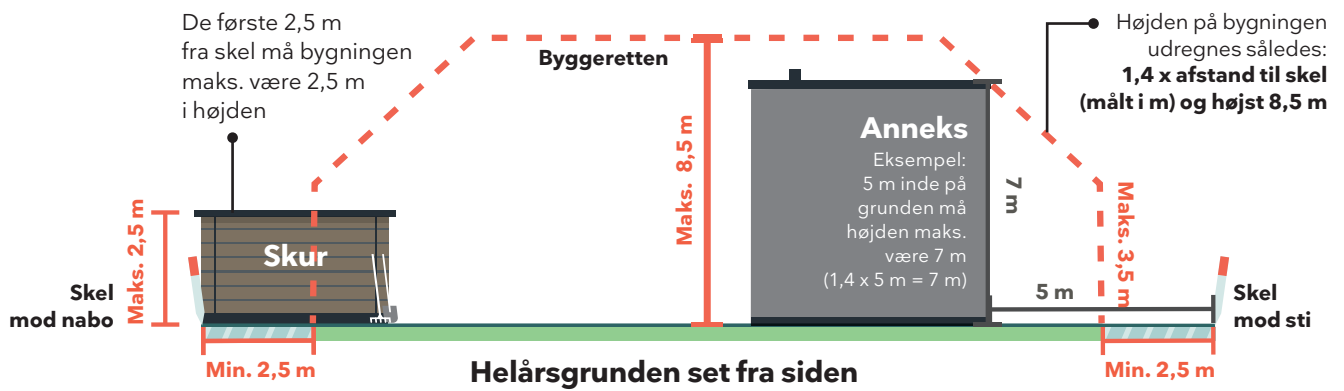 De første 2,5 m
fra skel må bygningen
maks. være 2,5 m
i højden
Byggeretten
Højden på bygningen
udregnes således:
1,4 x afstand til skel
(målt i m) og højst 8,5 m
Maks. 8,5 m
Anneks
Eksempel:
5 m inde på
grunden må
højden maks.
være 7 m
(1,4 x 5 m = 7 m)
7 m
Maks. 3,5 m
Maks. 2,5 m
Skur
5 m
Skel
mod nabo
Skel
mod sti
Min. 2,5 m
Helårsgrunden set fra siden
Min. 2,5 m